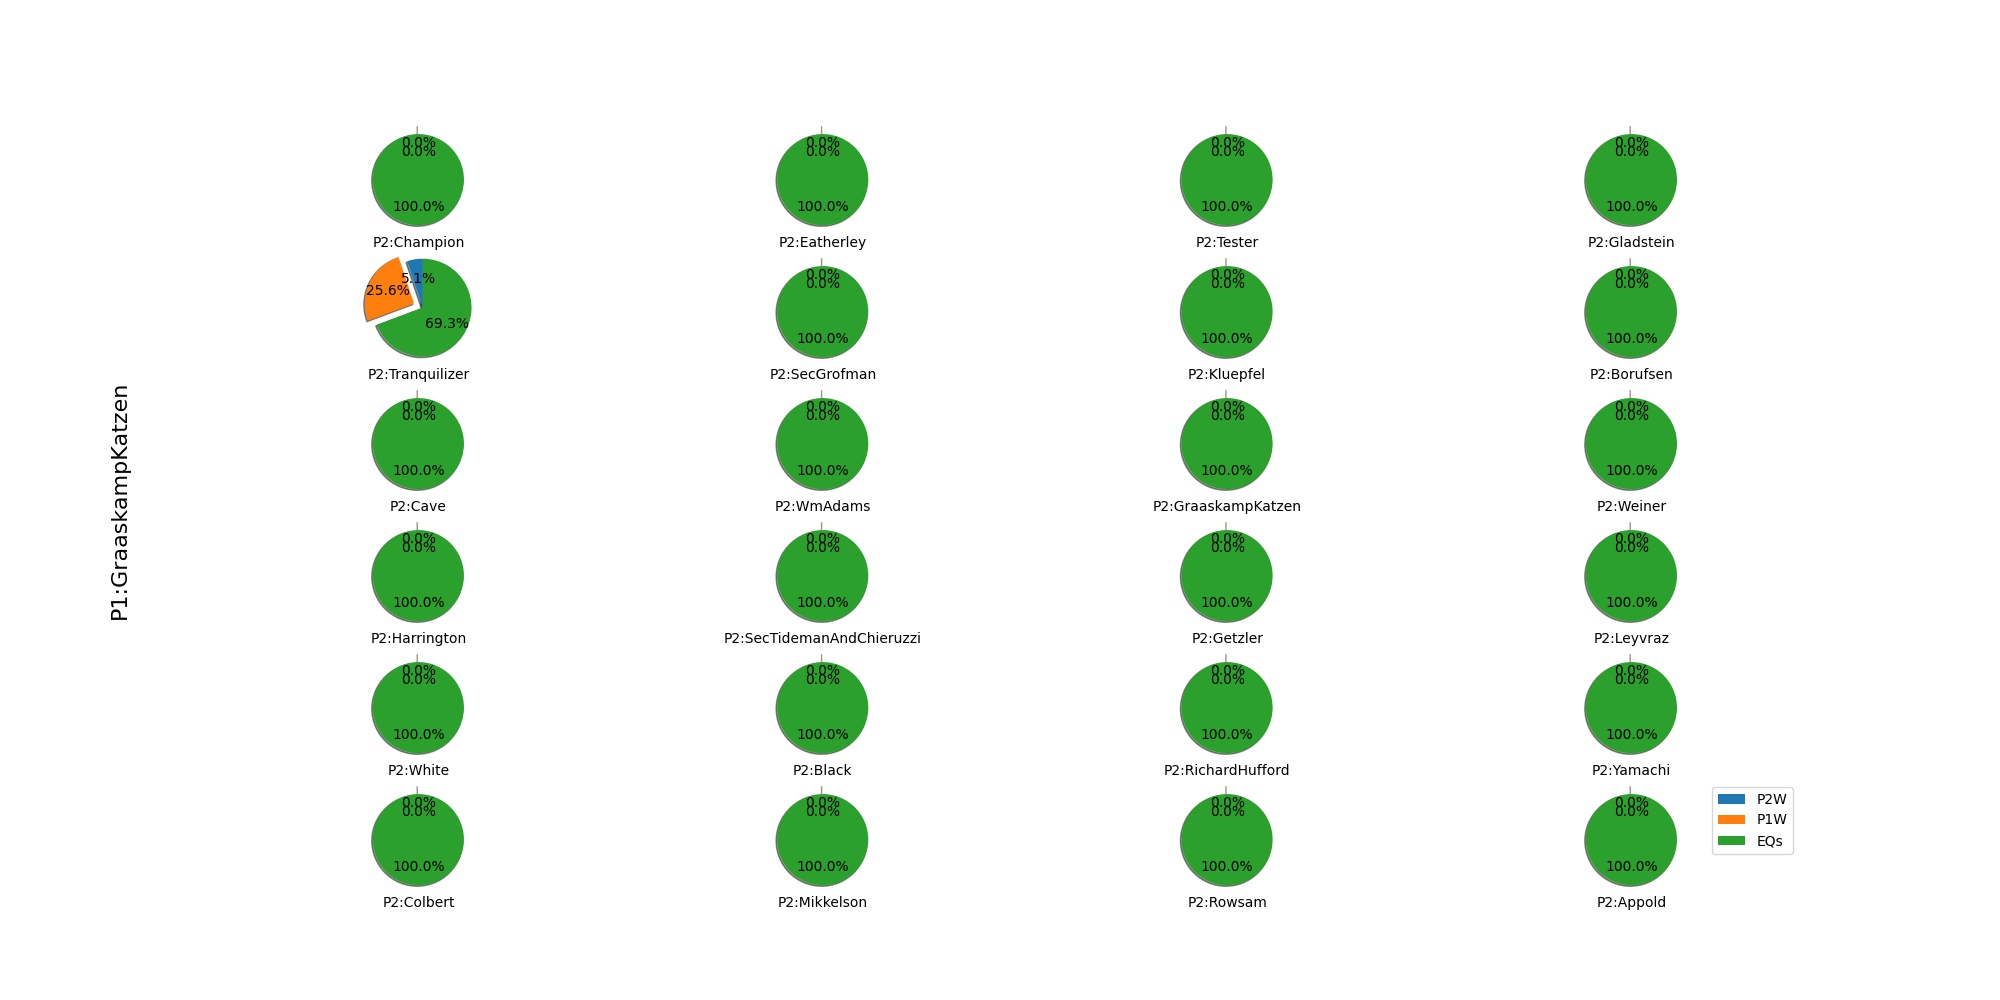 P1:GraaskampKatzen
0.0%
0.0%
100.0%
P2:Champion
0.0%
0.0%
100.0%
P2:Eatherley
0.0%
0.0%
100.0%
P2:Tester
0.0%
0.0%
100.0%
P2:Gladstein
5.1%
25.6%
69.3%
P2:Tranquilizer
0.0%
0.0%
100.0%
P2:SecGrofman
0.0%
0.0%
100.0%
P2:Kluepfel
0.0%
0.0%
100.0%
P2:Borufsen
0.0%
0.0%
100.0%
P2:Cave
0.0%
0.0%
100.0%
P2:WmAdams
0.0%
0.0%
100.0%
P2:GraaskampKatzen
0.0%
0.0%
100.0%
P2:Weiner
0.0%
0.0%
100.0%
P2:Harrington
0.0%
0.0%
100.0%
P2:SecTidemanAndChieruzzi
0.0%
0.0%
100.0%
P2:Getzler
0.0%
0.0%
100.0%
P2:Leyvraz
0.0%
0.0%
100.0%
P2:White
0.0%
0.0%
100.0%
P2:Black
0.0%
0.0%
100.0%
P2:RichardHufford
0.0%
0.0%
100.0%
P2:Yamachi
0.0%
0.0%
100.0%
P2:Colbert
0.0%
0.0%
100.0%
P2:Mikkelson
0.0%
0.0%
100.0%
P2:Rowsam
0.0%
0.0%
100.0%
P2:Appold
P2W
P1W
EQs